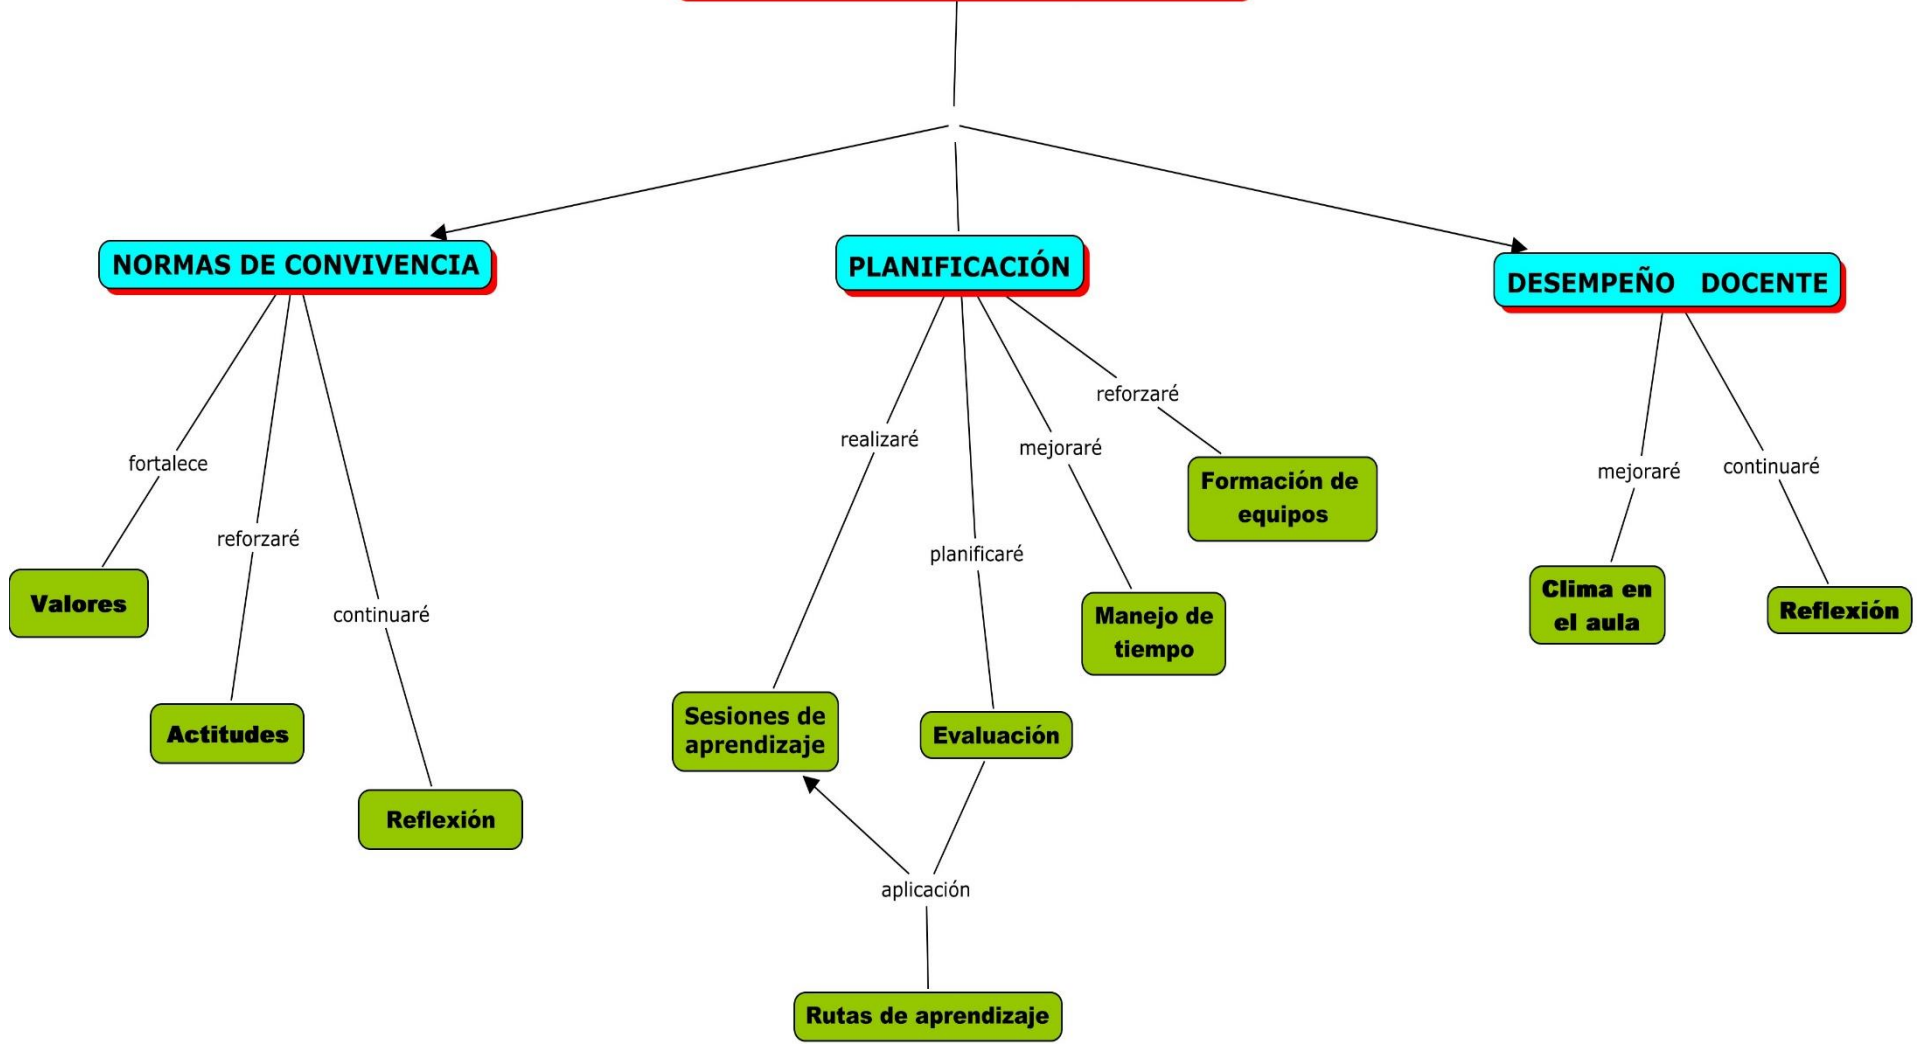 NORMAS DE CONVIVENCIA
PLANIFICACIÓN
DESEMPEÑO DOCENTE
fortalece
reforzaré
continuaré
realizaré
planificaré
mejoraré
reforzaré
mejoraré
continuaré
Valores
Actitudes
Reflexión
Sesiones de
aprendizaje
Evaluación
Manejo de
tiempo
Formación de
equipos
Clima en
el aula
Reflexión
aplicación
Rutas de aprendizaje